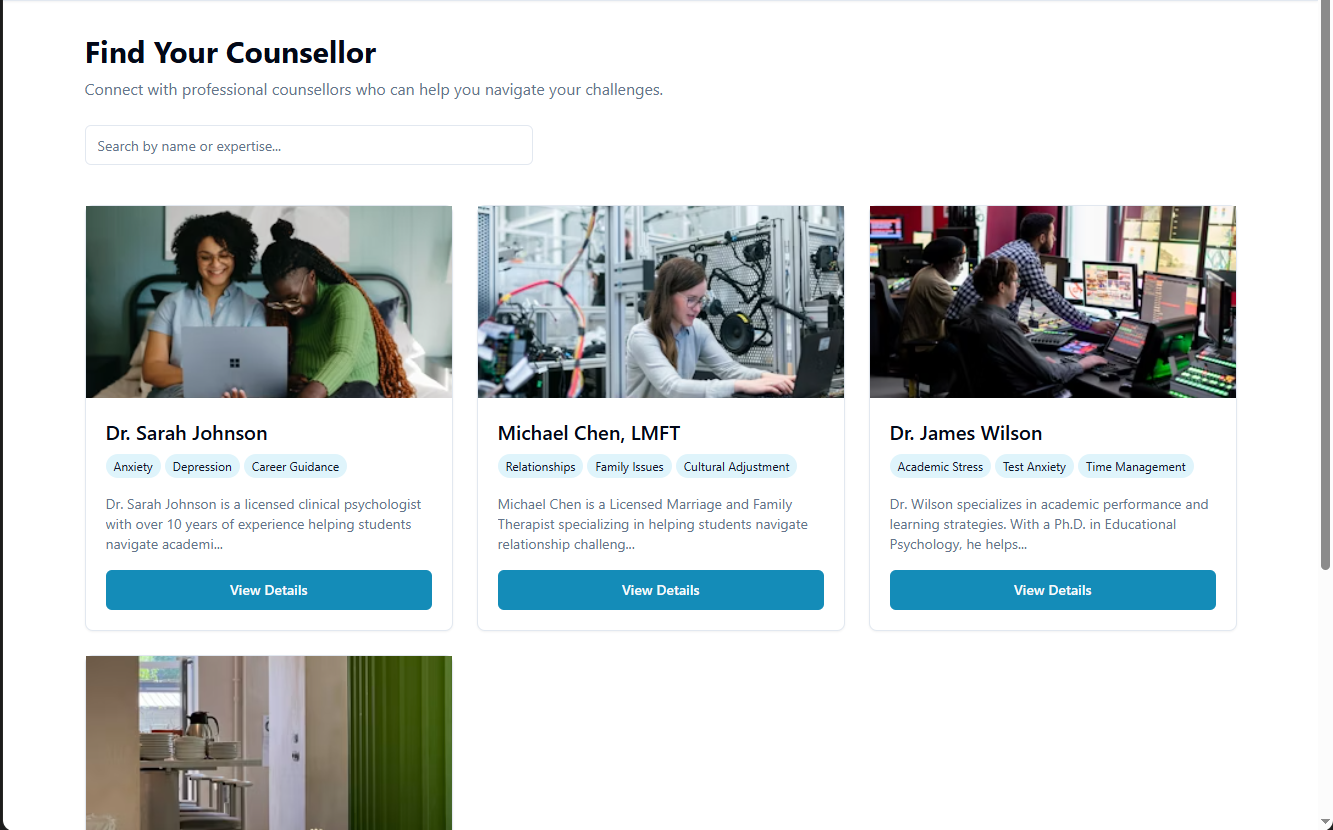 Find Your Counsellor
Connect with professional counsellors who can help you navigate your challenges.
Search by name or expertise...
Dr. Sarah Johnson
Anxiety Depression Career Guidance
Dr. Sarah Johnson is a licensed clinical psychologist
with over 10 years of experience helping students
navigate academi...
View Details
Michael Chen, LMFT
Relationships Family Issues Cultural Adjustment
Michael Chen is a Licensed Marriage and Family
Therapist specializing in helping students navigate
relationship challeng...
View Details
Dr. James Wilson
Academic Stress Test Anxiety Time Management
Dr. Wilson specializes in academic performance and
learning strategies. With a Ph.D. in Educational
Psychology, he helps...
View Details